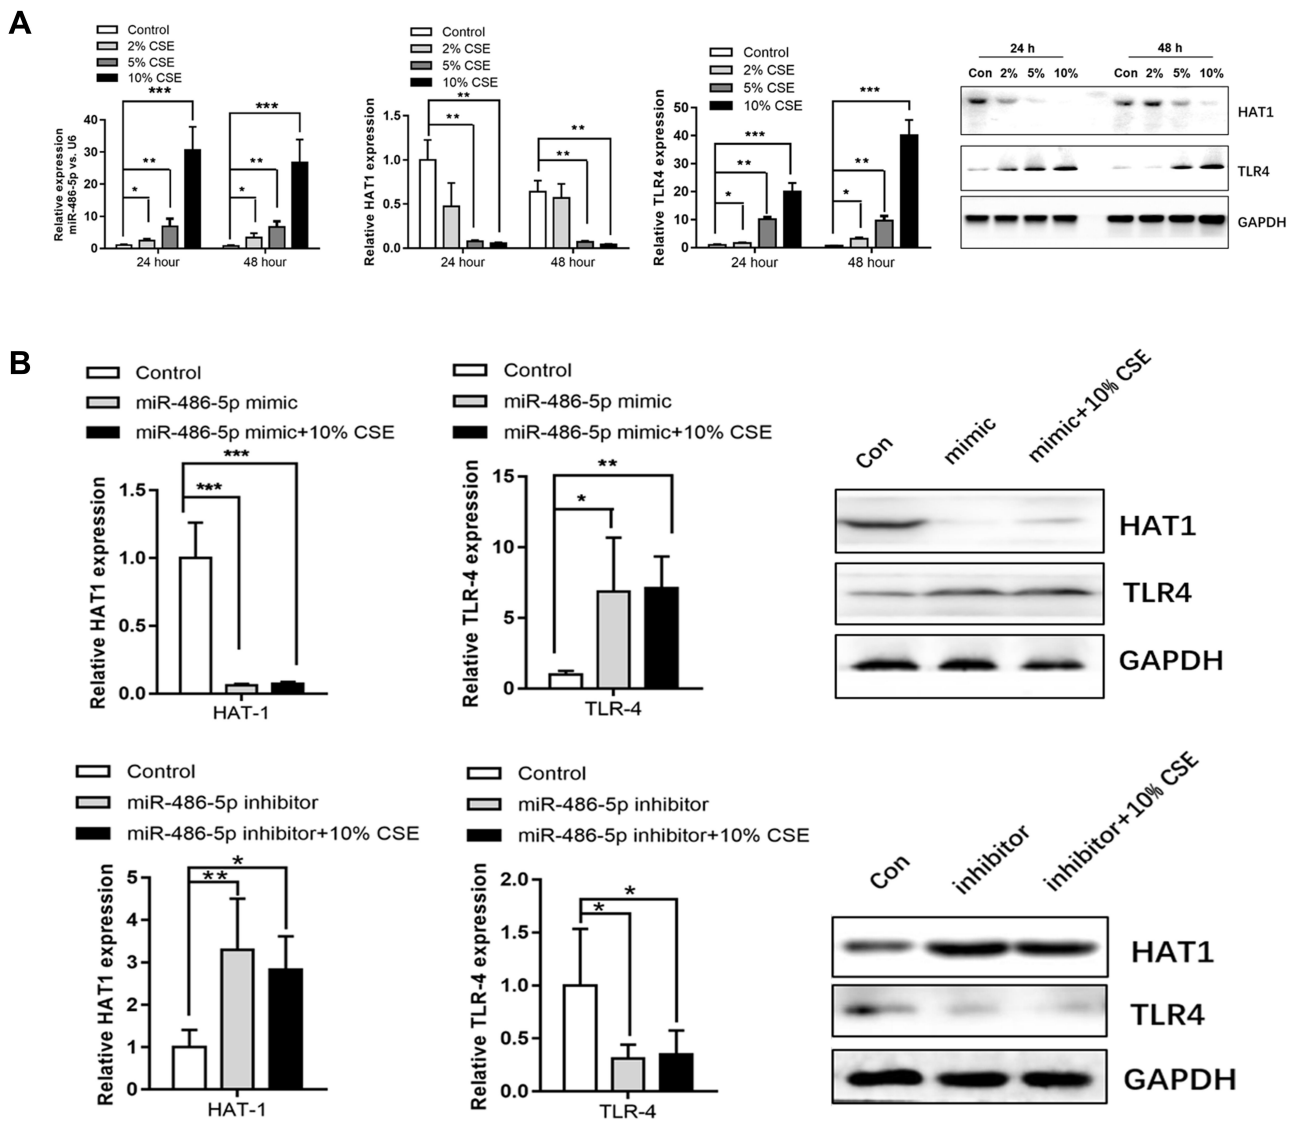 A
Control
2% CSE
5% CSE
10% CSE
Relative expression
miR-486-5p vs. U6
40
30
20
10
0
***
**
*
***
**
*
24 hour
48 hour
Control
2% CSE
5% CSE
10% CSE
Relative HAT1 expression
1.5
1.0
0.5
0.0
**
**
**
**
24 hour
48 hour
Control
2% CSE
5% CSE
10% CSE
Relative TLR4 expression
50
40
30
20
10
0
***
**
*
***
**
*
24 hour
48 hour
24 h 48 h
Con 2% 5% 10% Con 2% 5% 10%
HAT1
TLR4
GAPDH
B
Control
miR-486-5p mimic
miR-486-5p mimic+10% CSE
Relative HAT1 expression
1.5
1.0
0.5
0.0
***
***
HAT-1
Control
miR-486-5p mimic
miR-486-5p mimic+10% CSE
Relative TLR-4 expression
15
10
5
0
**
*
TLR-4
Con
mimic
mimic+10% CSE
HAT1
TLR4
GAPDH
Control
miR-486-5p inhibitor
miR-486-5p inhibitor+10% CSE
Relative HAT1 expression
5
4
3
2
1
0
*
**
HAT-1
Control
miR-486-5p inhibitor
miR-486-5p inhibitor+10% CSE
Relative TLR-4 expression
2.0
1.5
1.0
0.5
0.0
*
*
TLR-4
Con
inhibitor
inhibitor+10% CSE
HAT1
TLR4
GAPDH